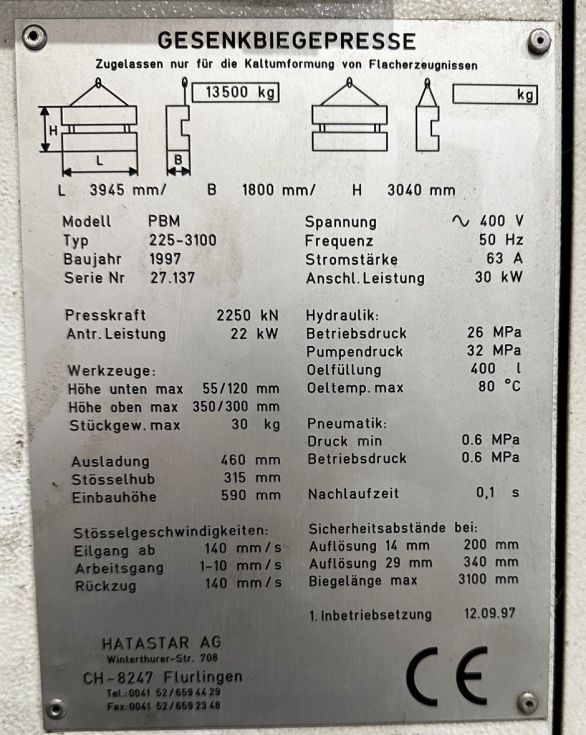 GESENKBIEGEPRESSE
Zugelassen nur für die Kaltumformung von Flacherzeugnissen
13500 kg
kg
H
L
B
L 3945 mm/ B 1800 mm/ H 3040 mm
Modell PBM
Typ 225-3100
Baujahr 1997
Serie Nr 27.137
Spannung ~ 400 V
Frequenz 50 Hz
Stromstärke 63 A
Anschl. Leistung 30 kW
Presskraft 2250 kN
Antr. Leistung 22 kW
Hydraulik:
Betriebsdruck 26 MPa
Pumpendruck 32 MPa
Oelfüllung 400 l
Oeltemp. max 80 °C
Werkzeuge:
Höhe unten max 55/120 mm
Höhe oben max 350/300 mm
Stückgew. max 30 kg
Pneumatik:
Druck min 0.6 MPa
Betriebsdruck 0.6 MPa
Ausladung 460 mm
Stösselhub 315 mm
Einbauhöhe 590 mm
Nachlaufzeit 0,1 s
Stösselgeschwindigkeiten:
Eilgang ab 140 mm/s
Arbeitsgang 1-10 mm/s
Rückzug 140 mm/s
Sicherheitsabstände bei:
Auflösung 14 mm 200 mm
Auflösung 29 mm 340 mm
Biegelänge max 3100 mm
1. Inbetriebsetzung 12.09.97
HATASTAR AG
Winterthurer-Str. 708
CH-8247 Flurlingen
Tel.: 0041 52/659 44 29
Fax: 0041 52/659 23 48
CE